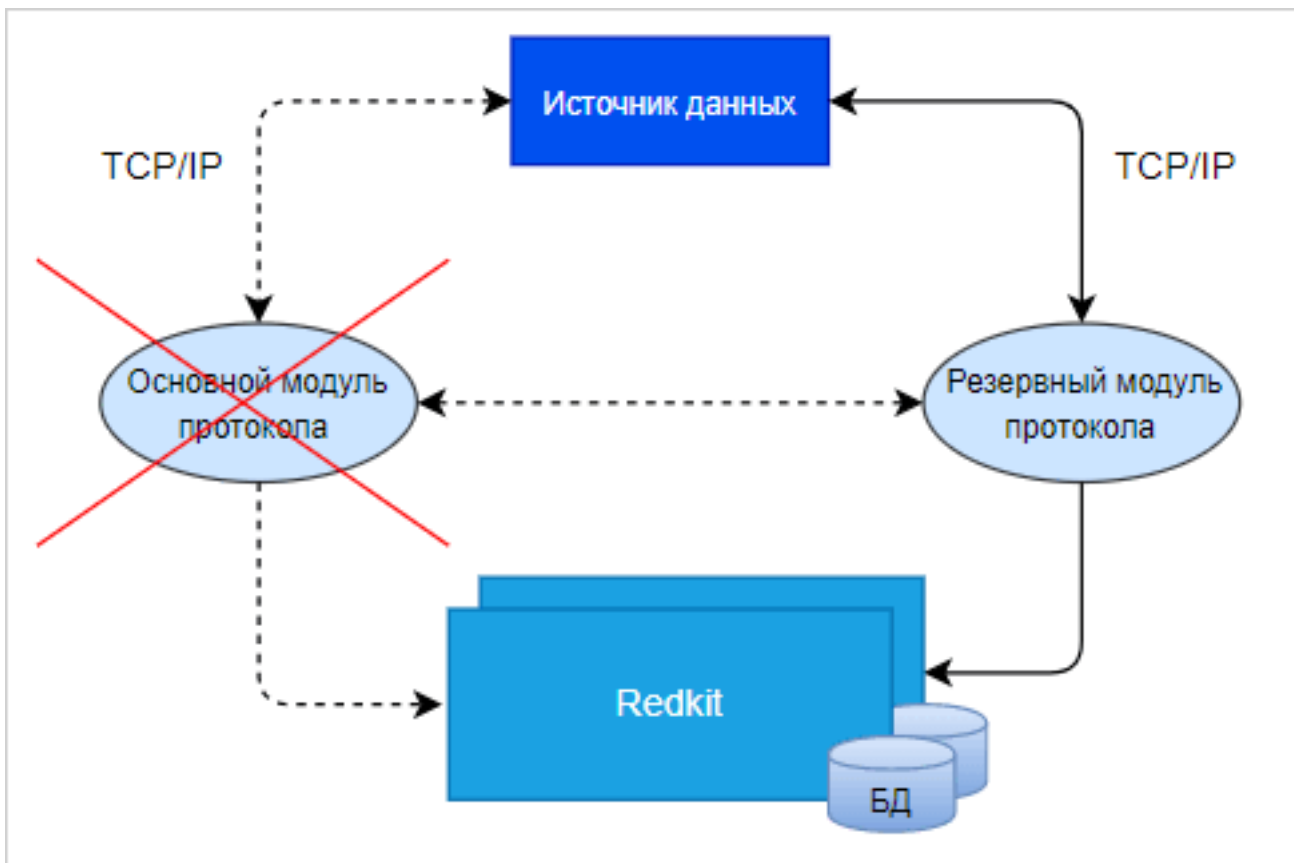 Источник данных
TCP/IP
TCP/IP
Основной модуль
протокола
Резервный модуль
протокола
Redkit
БД